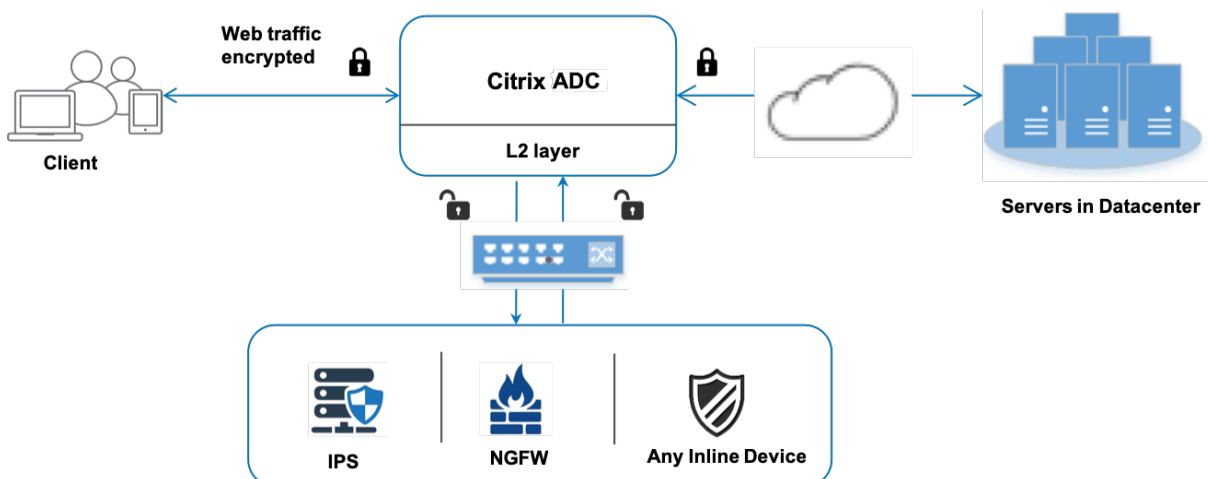 Web traffic
encrypted
Citrix ADC
L2 layer
Client
Servers in Datacenter
IPS
NGFW
Any Inline Device